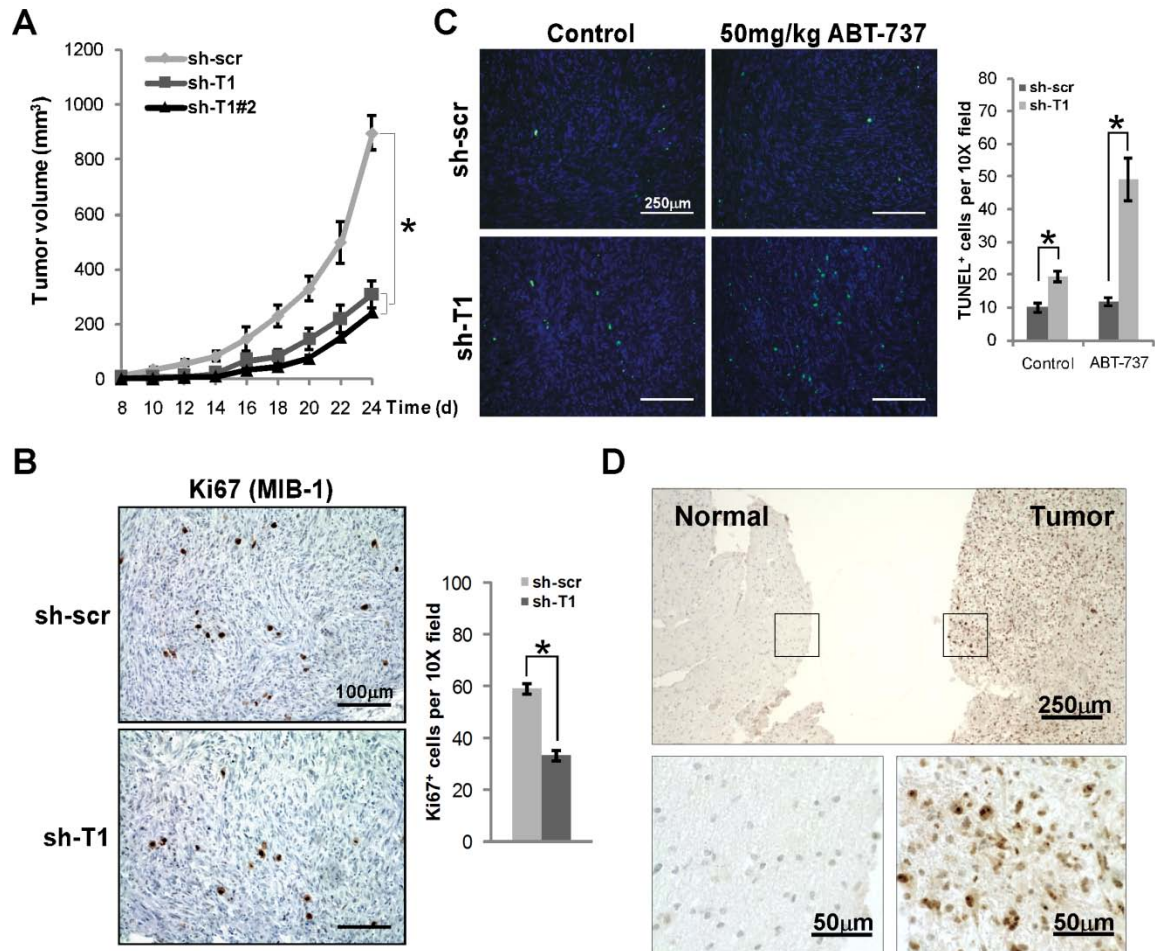 A
1200
1000
800
600
400
200
0
Tumor volume (mm³)
sh-scr
sh-T1
sh-T1#2
*
8 10 12 14 16 18 20 22 24 Time (d)
C
Control 50mg/kg ABT-737
sh-scr
250µm
sh-T1
80
70
60
50
40
30
20
10
0
TUNEL⁺ cells per 10X field
sh-scr
sh-T1
*
*
Control ABT-737
B
Ki67 (MIB-1)
sh-scr
100µm
sh-T1
100
80
60
40
20
0
Ki67⁺ cells per 10X field
sh-scr
sh-T1
*
D
Normal Tumor
250µm
50µm 50µm